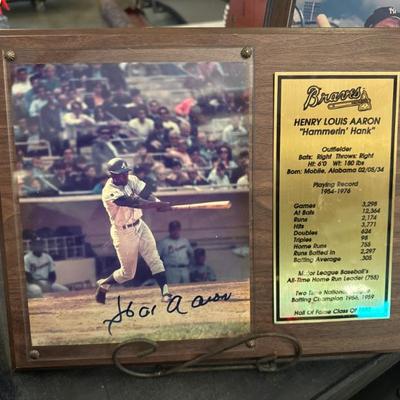 Hank Aaron
Braves
HENRY LOUIS AARON
"Hammerin' Hank"
Outfielder
Bats: Right Throws: Right
Ht: 6'0 Wt: 180 lbs
Born: Mobile, Alabama 02/05/34
Playing Record
1954-1976
Games 3,298
At Bats 12,364
Runs 2,174
Hits 3,771
Doubles 624
Triples 98
Home Runs 755
Runs Batted In 2,297
Batting Average .305
Major League Baseball's
All-Time Home Run Leader (755)
Two Time National League
Batting Champion 1956, 1959
Hall Of Fame Class Of